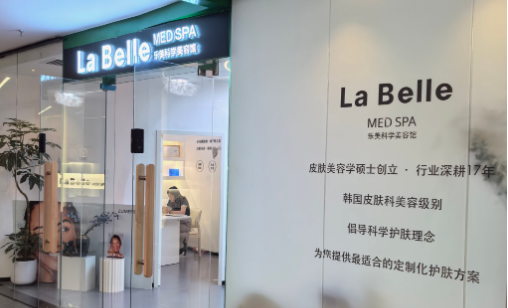 La Belle MED SPA
乐美科学美容馆
La Belle
MED SPA
乐美科学美容馆
皮肤美容学硕士创立 · 行业深耕17年
韩国皮肤科美容级别
倡导科学护肤理念
为您提供最适合的定制化护肤方案